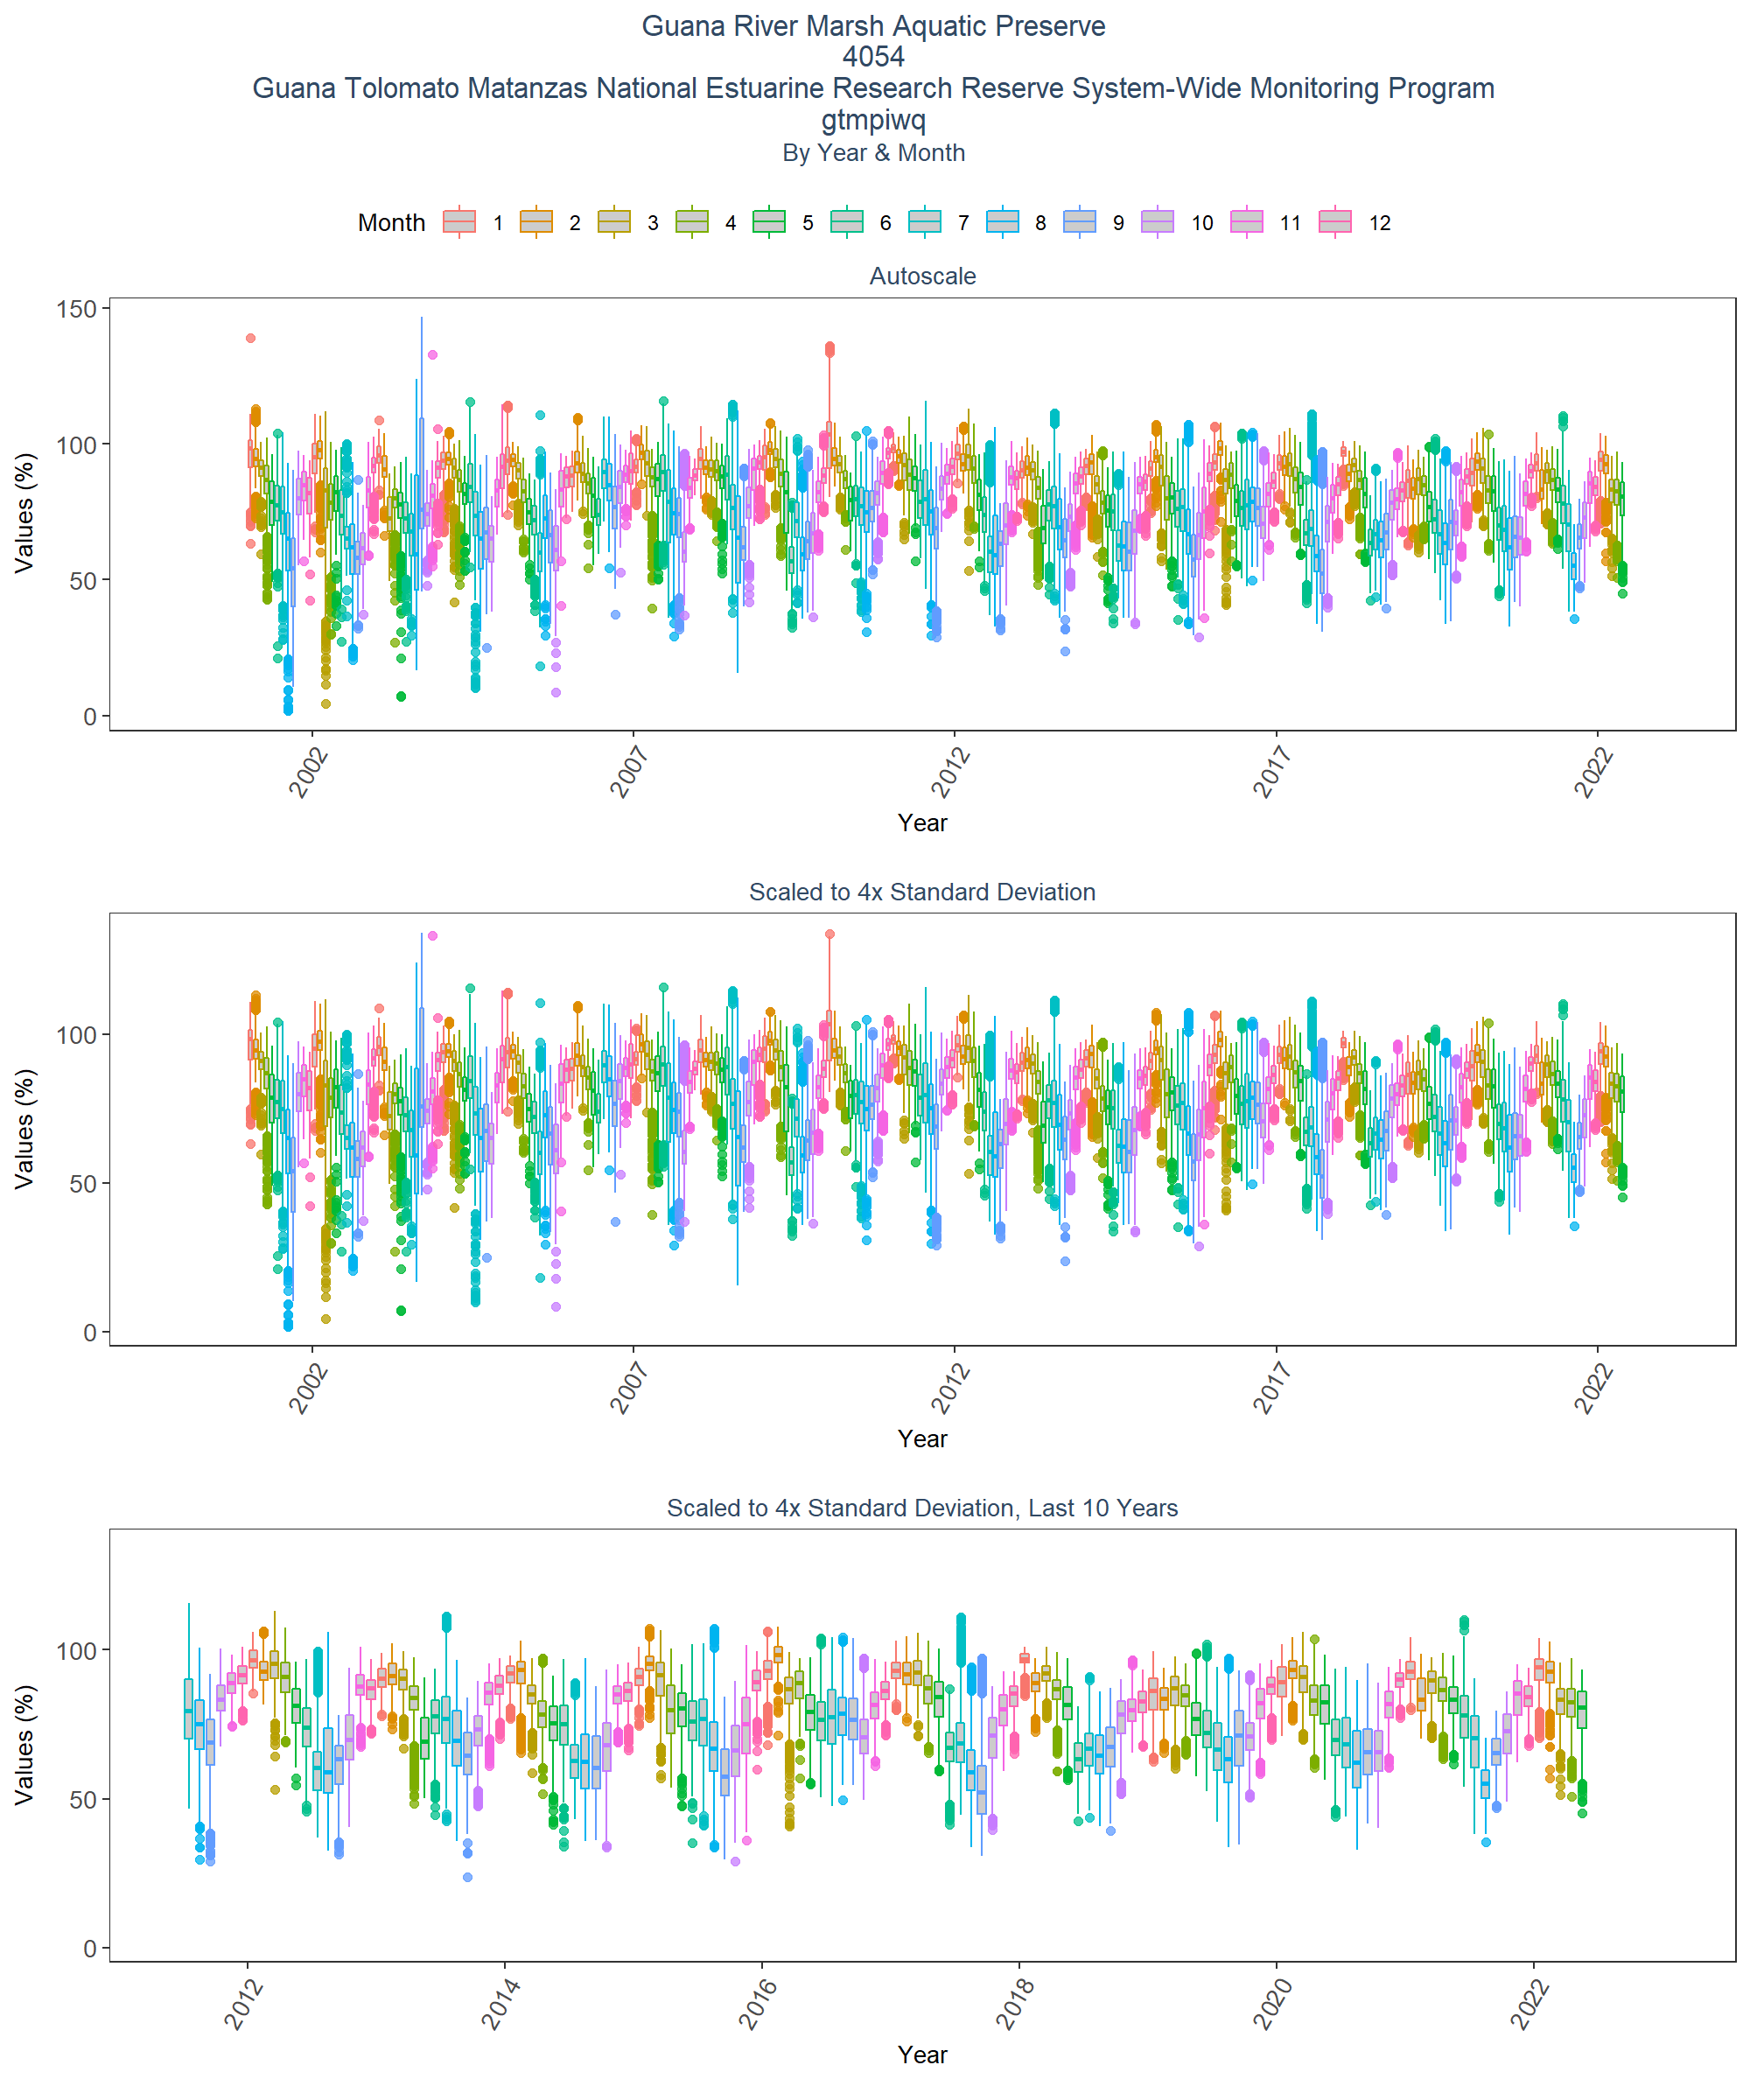 Guana River Marsh Aquatic Preserve
4054
Guana Tolomato Matanzas National Estuarine Research Reserve System-Wide Monitoring Program
gtmpiwq
By Year & Month
Month 1 2 3 4 5 6 7 8 9 10 11 12
Autoscale
Values (%)
150
100
50
0
2002 2007 2012 2017 2022
Year
Scaled to 4x Standard Deviation
Values (%)
100
50
0
2002 2007 2012 2017 2022
Year
Scaled to 4x Standard Deviation, Last 10 Years
Values (%)
100
50
0
2012 2014 2016 2018 2020 2022
Year